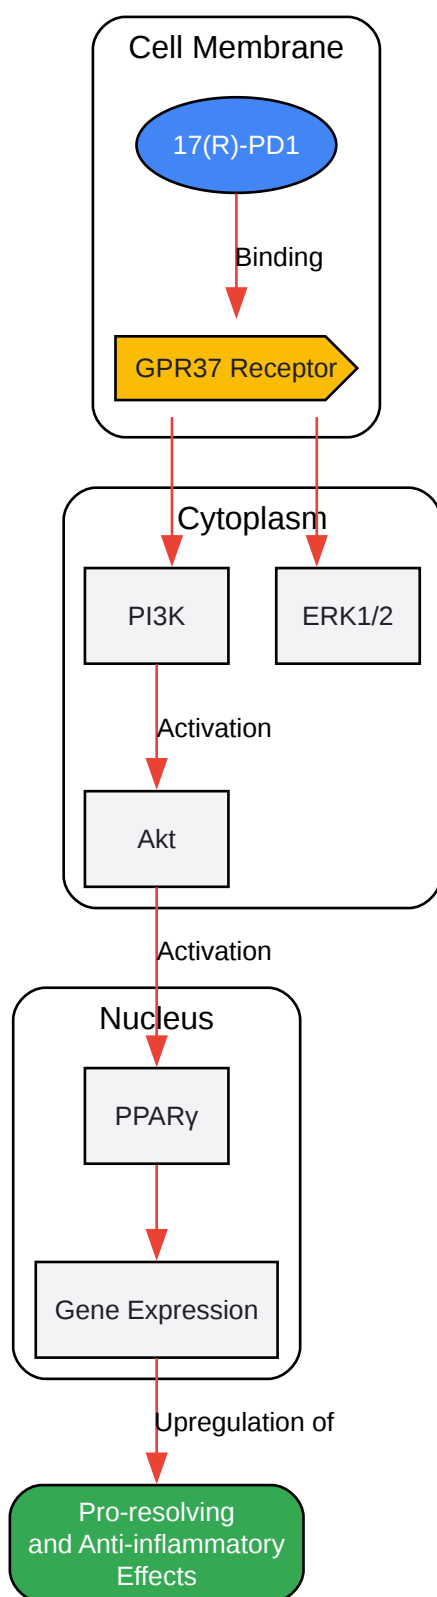 Cell Membrane
17(R)-PD1
Binding
GPR37 Receptor
Cytoplasm
PI3K
ERK1/2
Activation
Akt
Activation
Nucleus
PPARγ
Gene Expression
Upregulation of
Pro-resolving
and Anti-inflammatory
Effects